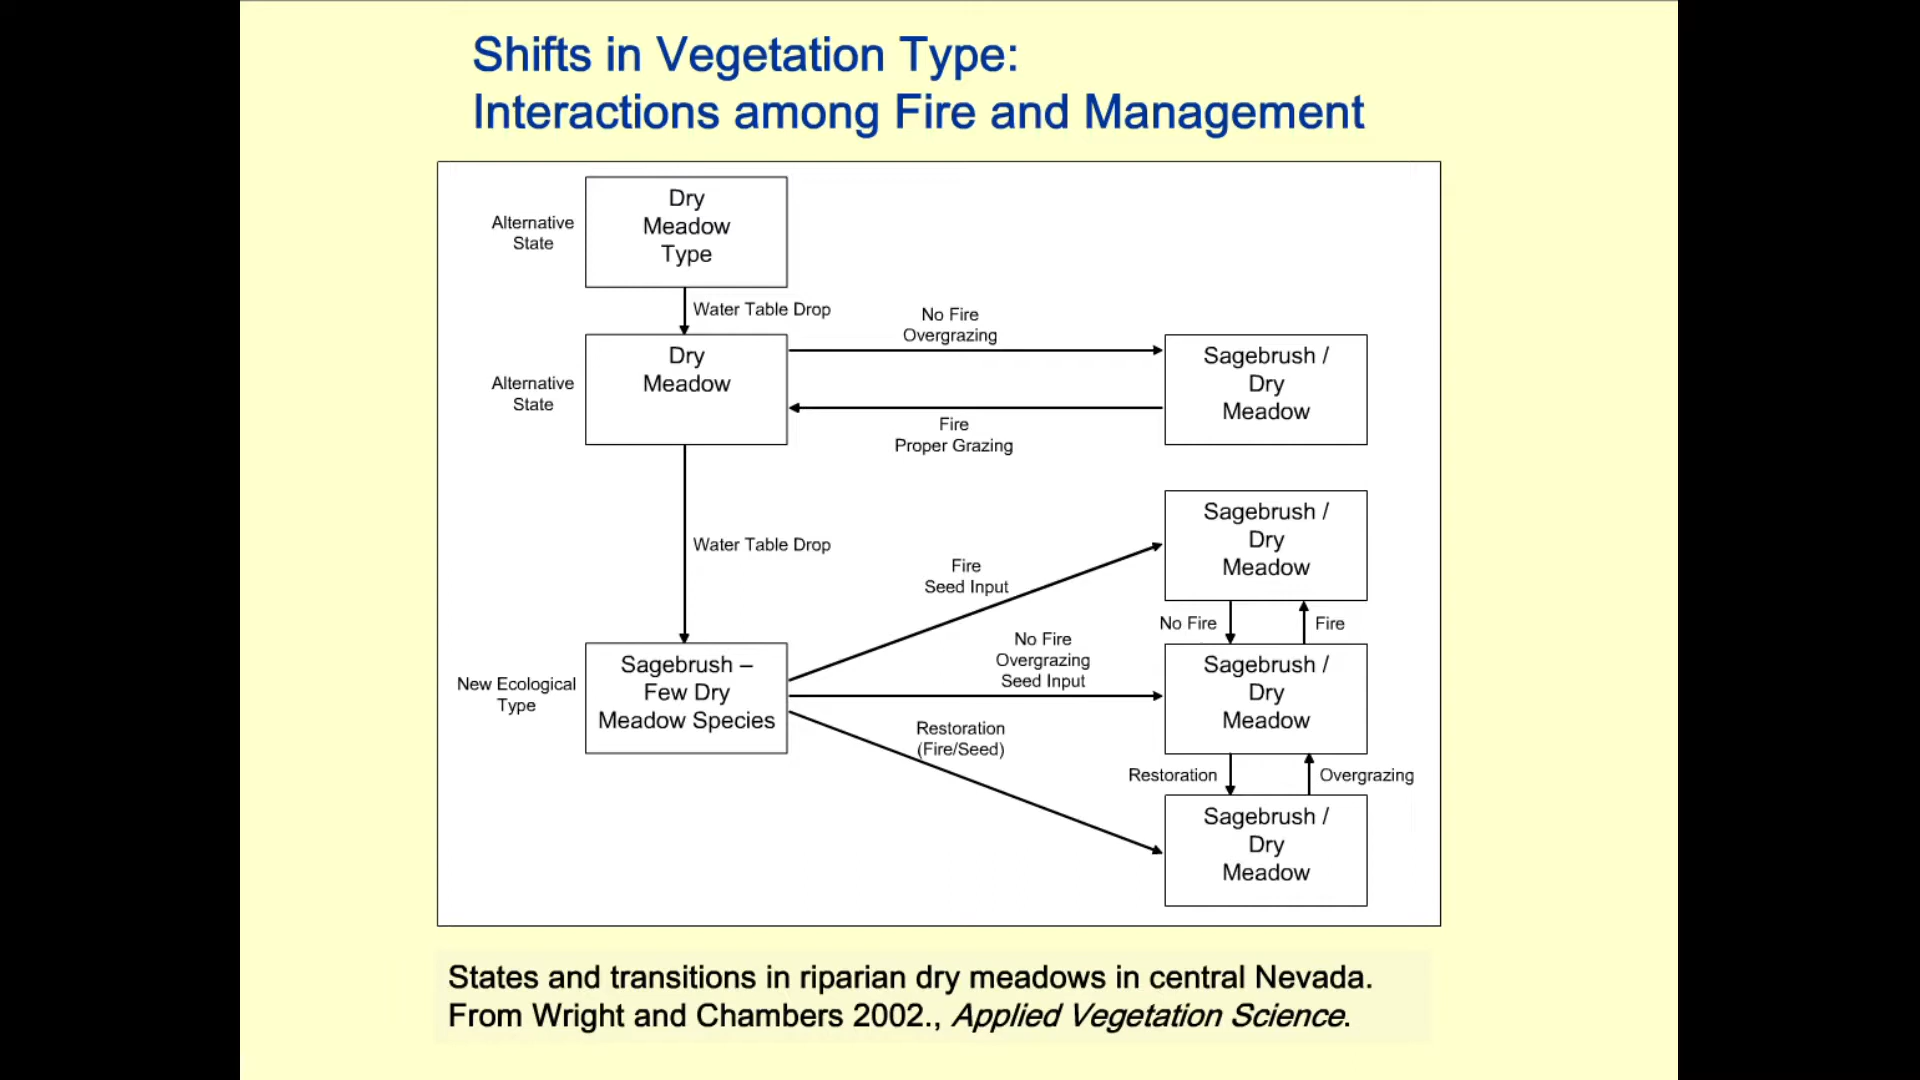 Shifts in Vegetation Type:
Interactions among Fire and Management
Dry
Meadow
Type
Alternative
State
Water Table Drop
Dry
Meadow
Alternative
State
No Fire
Overgrazing
Fire
Proper Grazing
Sagebrush /
Dry
Meadow
Water Table Drop
Sagebrush /
Dry
Meadow
Fire
Seed Input
No Fire
Fire
No Fire
Overgrazing
Seed Input
Sagebrush –
Few Dry
Meadow Species
New Ecological
Type
Sagebrush /
Dry
Meadow
Restoration
(Fire/Seed)
Restoration
Overgrazing
Sagebrush /
Dry
Meadow
States and transitions in riparian dry meadows in central Nevada.
From Wright and Chambers 2002., Applied Vegetation Science.